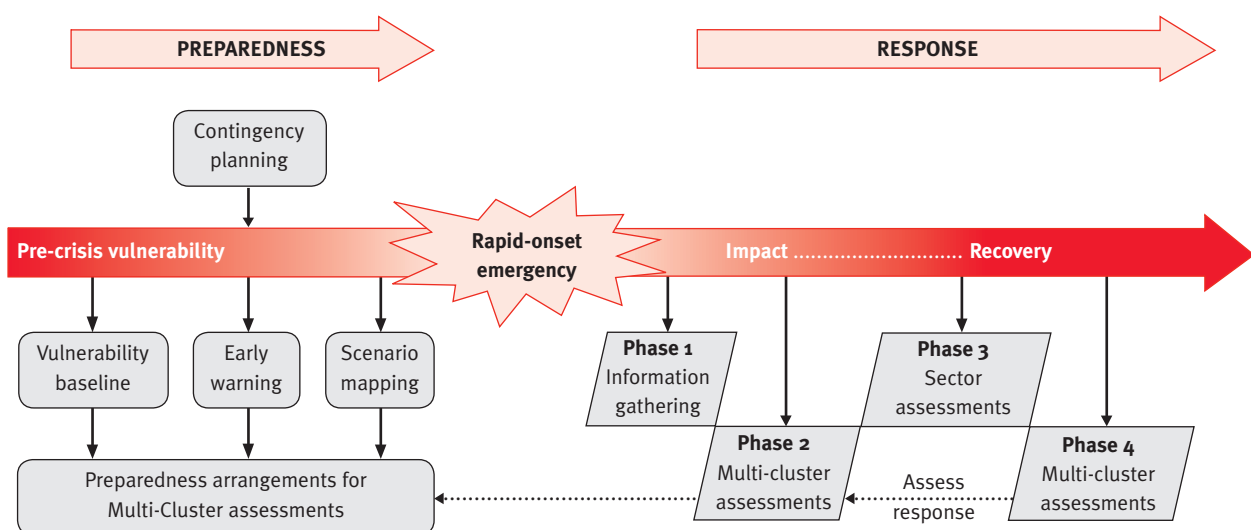 PREPAREDNESS
RESPONSE
Contingency
planning
Pre-crisis vulnerability
Rapid-onset
emergency
Impact ........................ Recovery
Vulnerability
baseline
Early
warning
Scenario
mapping
Phase 1
Information
gathering
Phase 3
Sector
assessments
Phase 2
Multi-cluster
assessments
Phase 4
Multi-cluster
assessments
Preparedness arrangements for
Multi-Cluster assessments
Assess
response